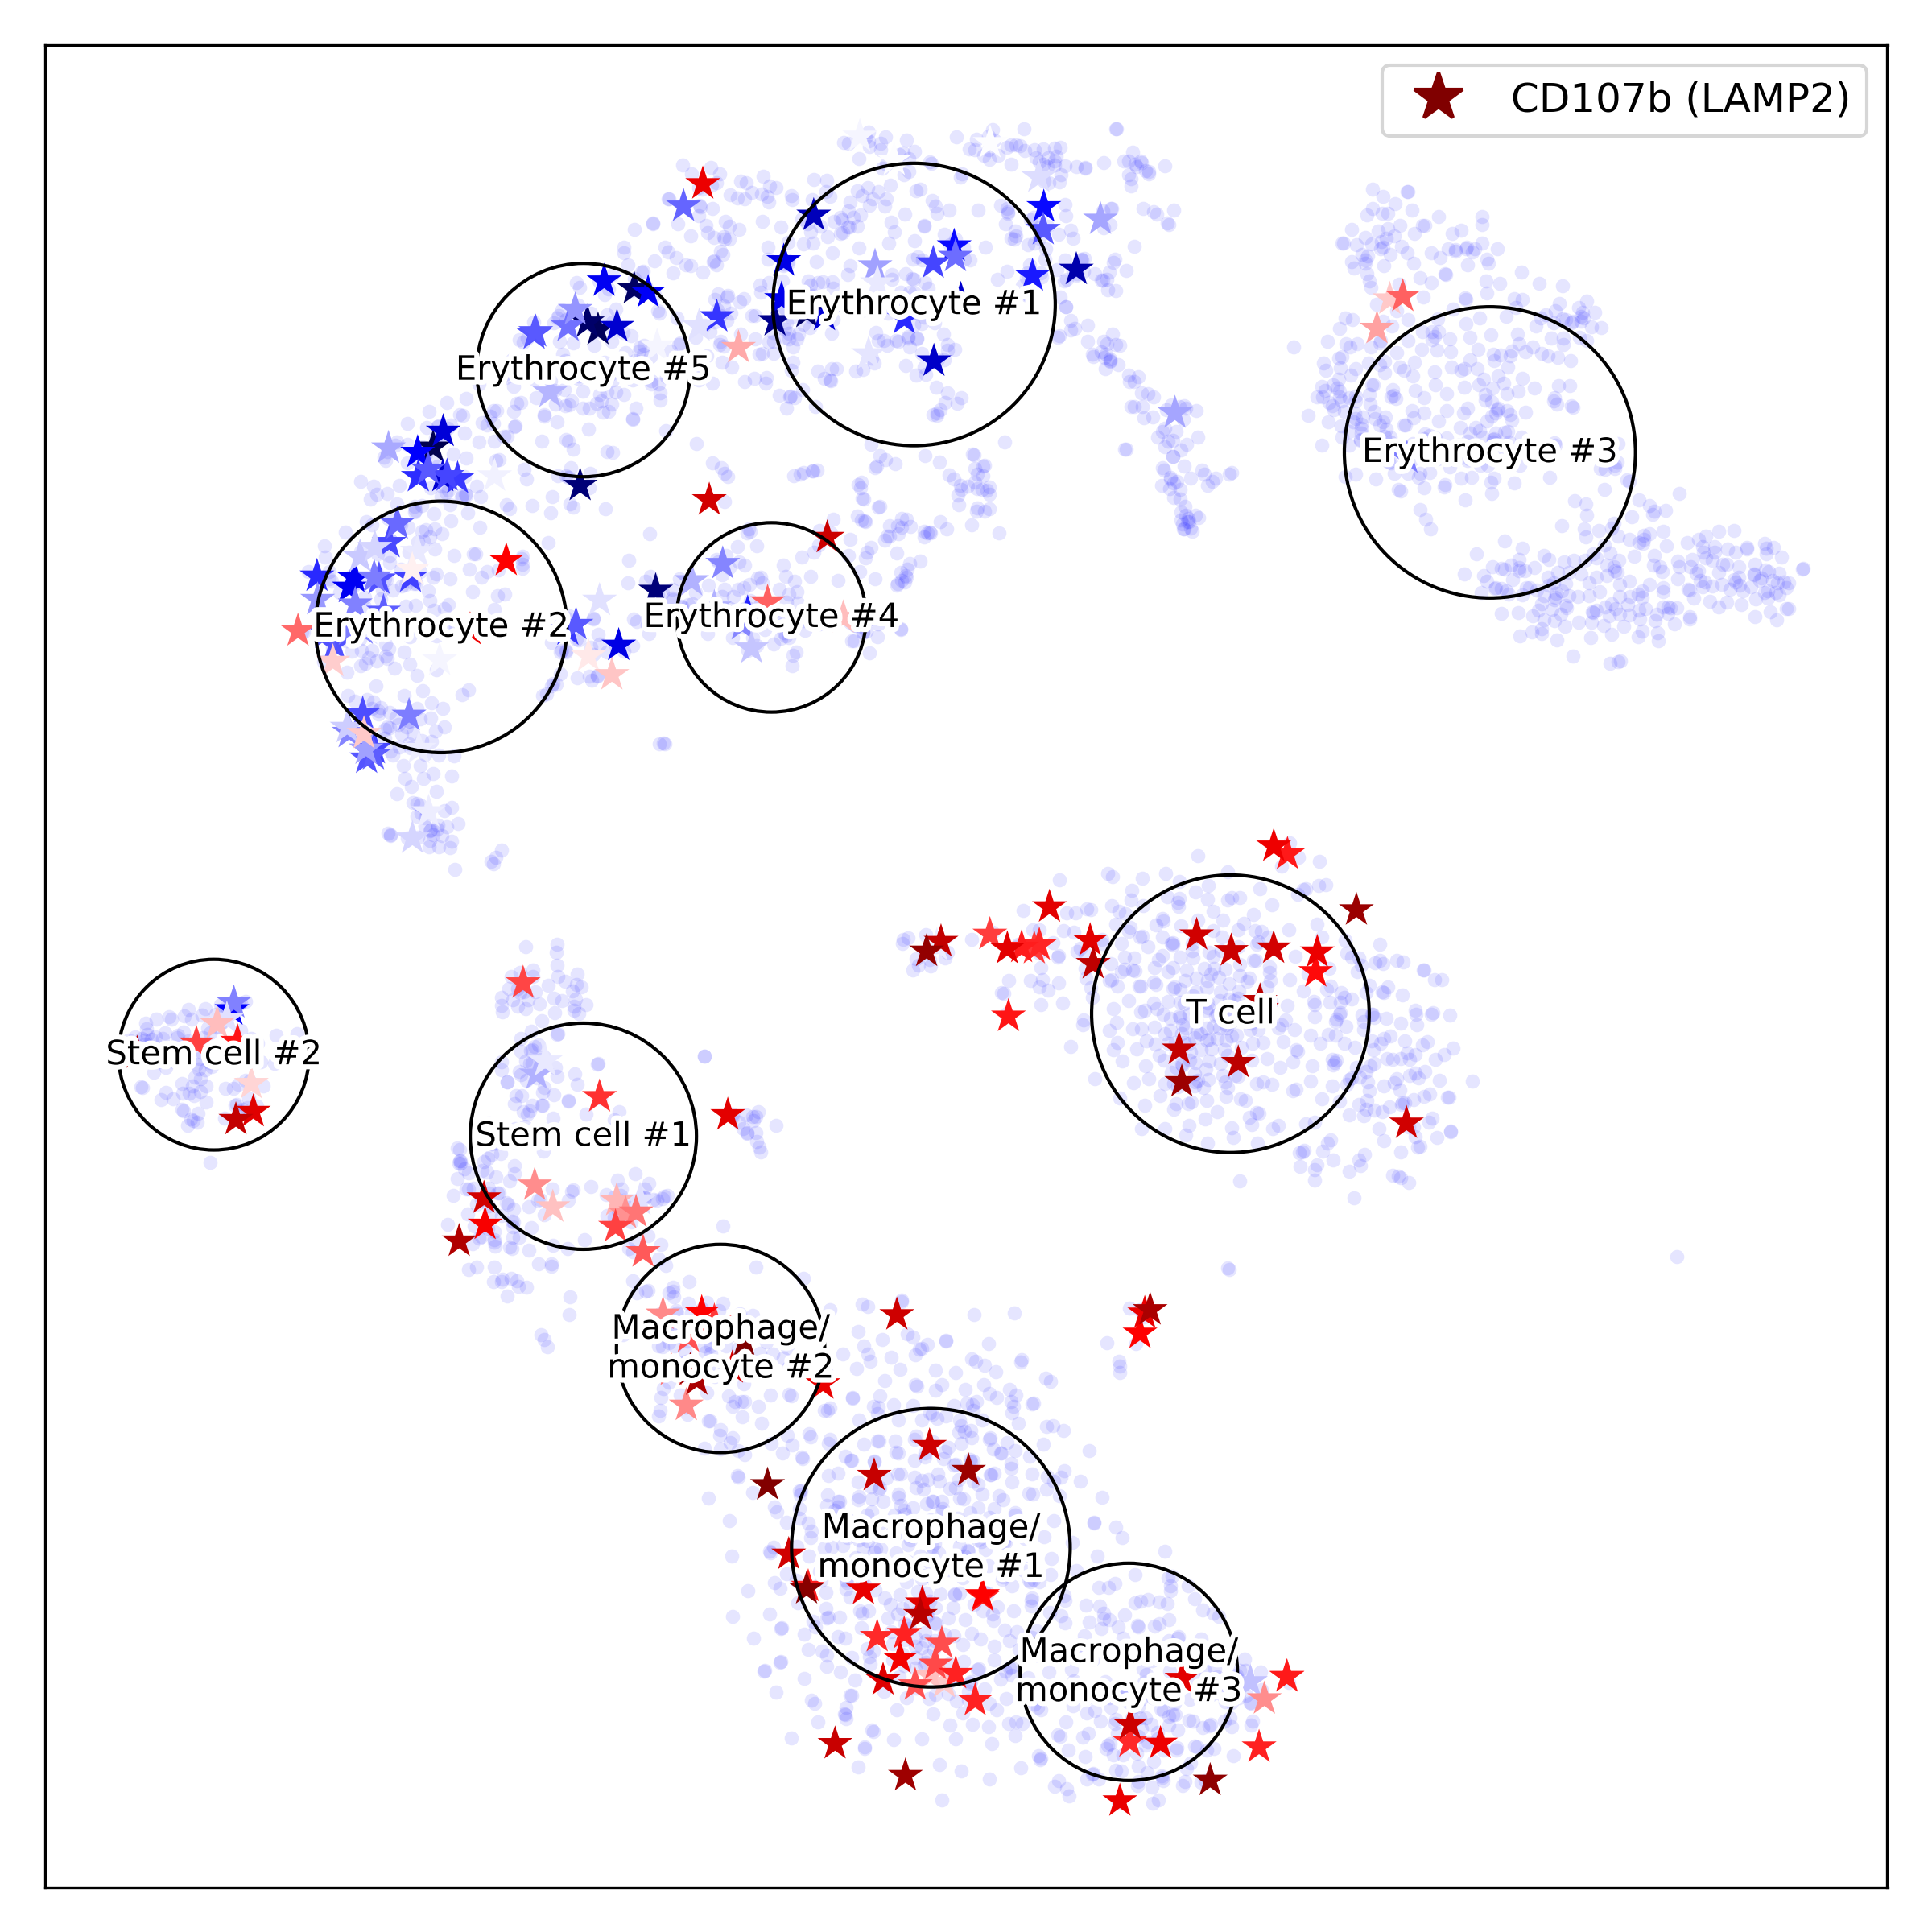 CD107b (LAMP2)
Erythrocyte #1
Erythrocyte #5
Erythrocyte #3
Erythrocyte #4
Erythrocyte #2
T cell
Stem cell #2
Stem cell #1
Macrophage/
monocyte #2
Macrophage/
monocyte #1
Macrophage/
monocyte #3